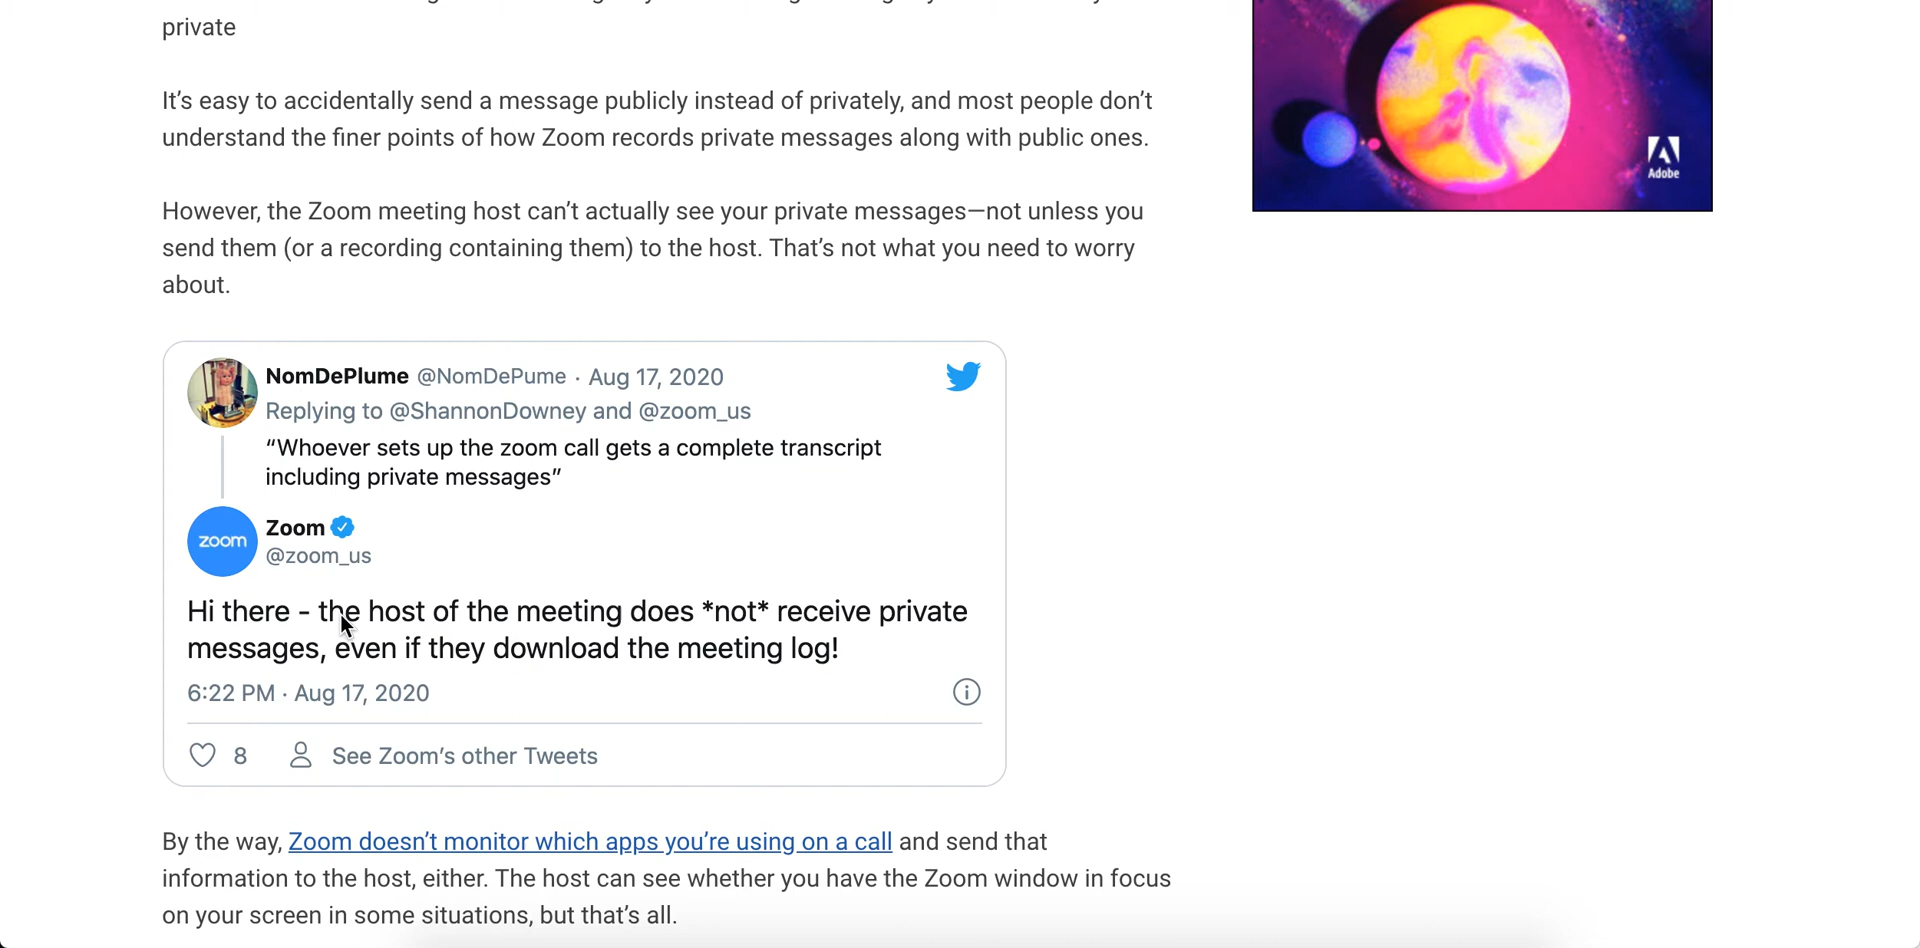 private
It’s easy to accidentally send a message publicly instead of privately, and most people don’t
understand the finer points of how Zoom records private messages along with public ones.
However, the Zoom meeting host can’t actually see your private messages—not unless you
send them (or a recording containing them) to the host. That’s not what you need to worry
about.
Adobe
NomDePlume @NomDePume · Aug 17, 2020
Replying to @ShannonDowney and @zoom_us
“Whoever sets up the zoom call gets a complete transcript
including private messages”
zoom
Zoom
@zoom_us
Hi there - the host of the meeting does *not* receive private
messages, even if they download the meeting log!
6:22 PM · Aug 17, 2020
8 See Zoom’s other Tweets
By the way, Zoom doesn’t monitor which apps you’re using on a call and send that
information to the host, either. The host can see whether you have the Zoom window in focus
on your screen in some situations, but that’s all.